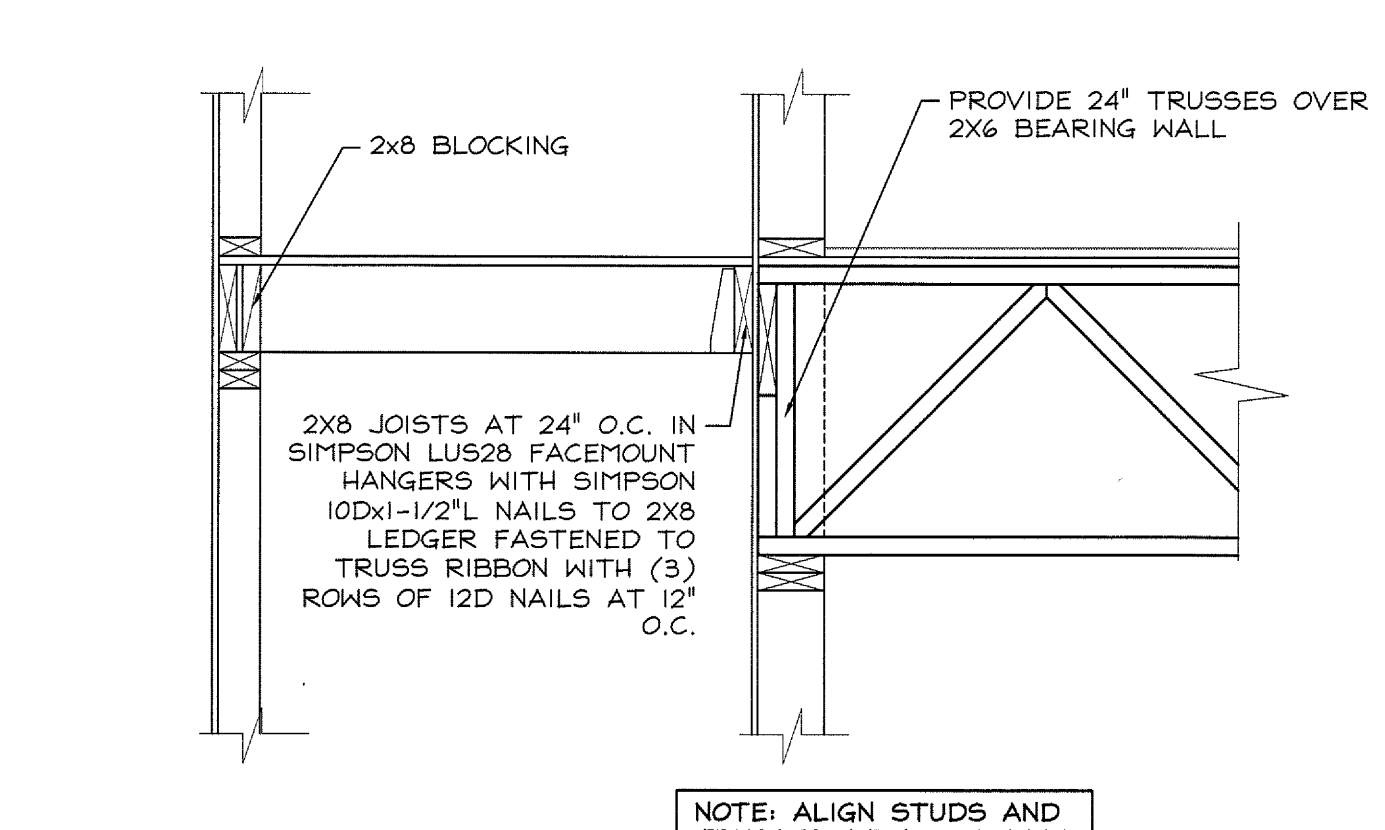 2x8 BLOCKING
PROVIDE 24" TRUSSES OVER
2X6 BEARING WALL
2X8 JOISTS AT 24" O.C. IN
SIMPSON LUS28 FACEMOUNT
HANGERS WITH SIMPSON
10Dx1-1/2"L NAILS TO 2X8
LEDGER FASTENED TO
TRUSS RIBBON WITH (3)
ROWS OF 12D NAILS AT 12"
O.C.
NOTE: ALIGN STUDS AND